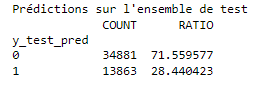 Prédictions sur l'ensemble de test
COUNT RATIO
y_test_pred
0 34881 71.559577
1 13863 28.440423